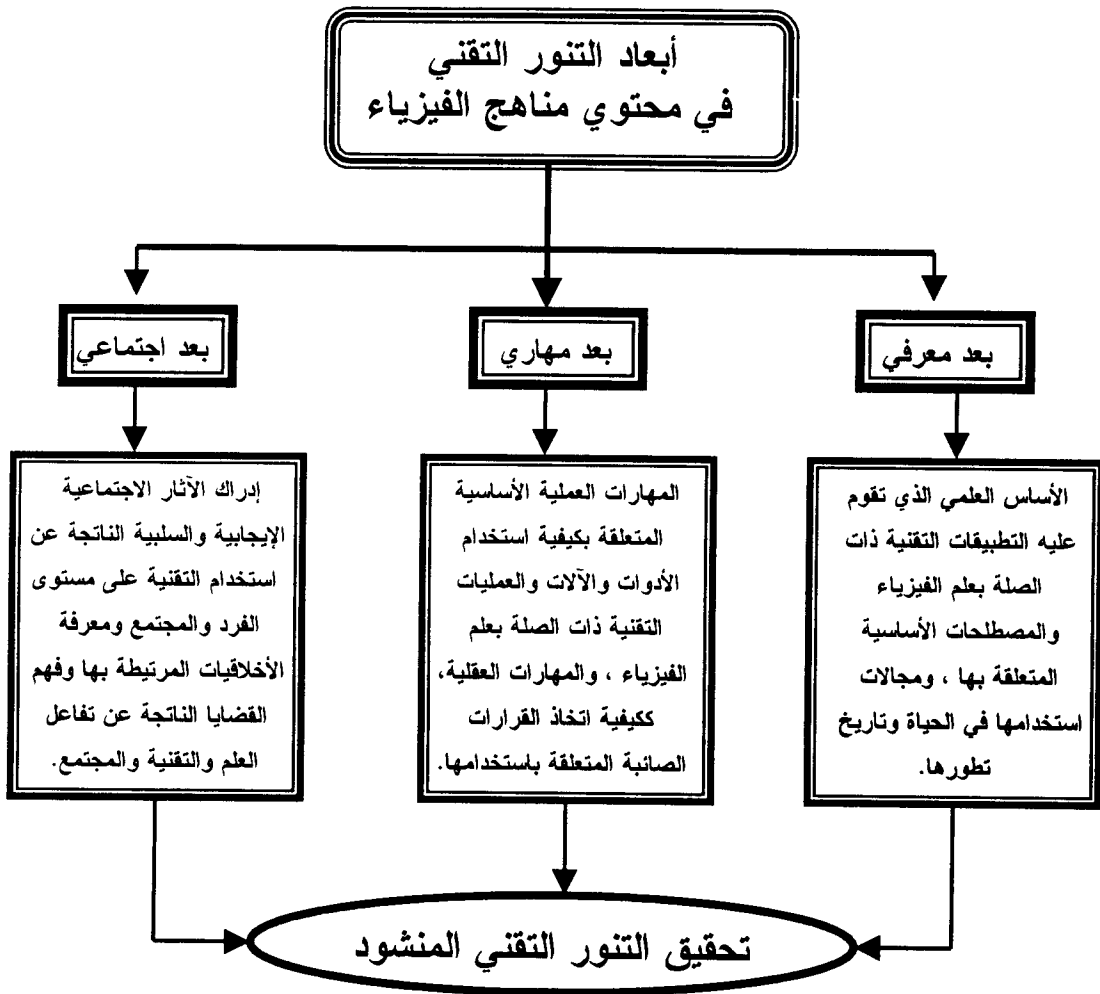 أبعاد التنور التقني
في محتوي مناهج الفيزياء
بعد معرفي
بعد مهاري
بعد اجتماعي
الأساس العلمي الذي تقوم
عليه التطبيقات التقنية ذات
الصلة بعلم الفيزياء
والمصطلحات الأساسية
المتعلقة بها ، ومجالات
استخدامها في الحياة وتاريخ
تطورها.
المهارات العملية الأساسية
المتعلقة بكيفية استخدام
الأدوات والآلات والعمليات
التقنية ذات الصلة بعلم
الفيزياء ، والمهارات العقلية،
ككيفية اتخاذ القرارات
الصائبة المتعلقة باستخدامها.
إدراك الآثار الاجتماعية
الإيجابية والسلبية الناتجة عن
استخدام التقنية على مستوى
الفرد والمجتمع ومعرفة
الأخلاقيات المرتبطة بها وفهم
القضايا الناتجة عن تفاعل
العلم والتقنية والمجتمع.
تحقيق التنور التقني المنشود